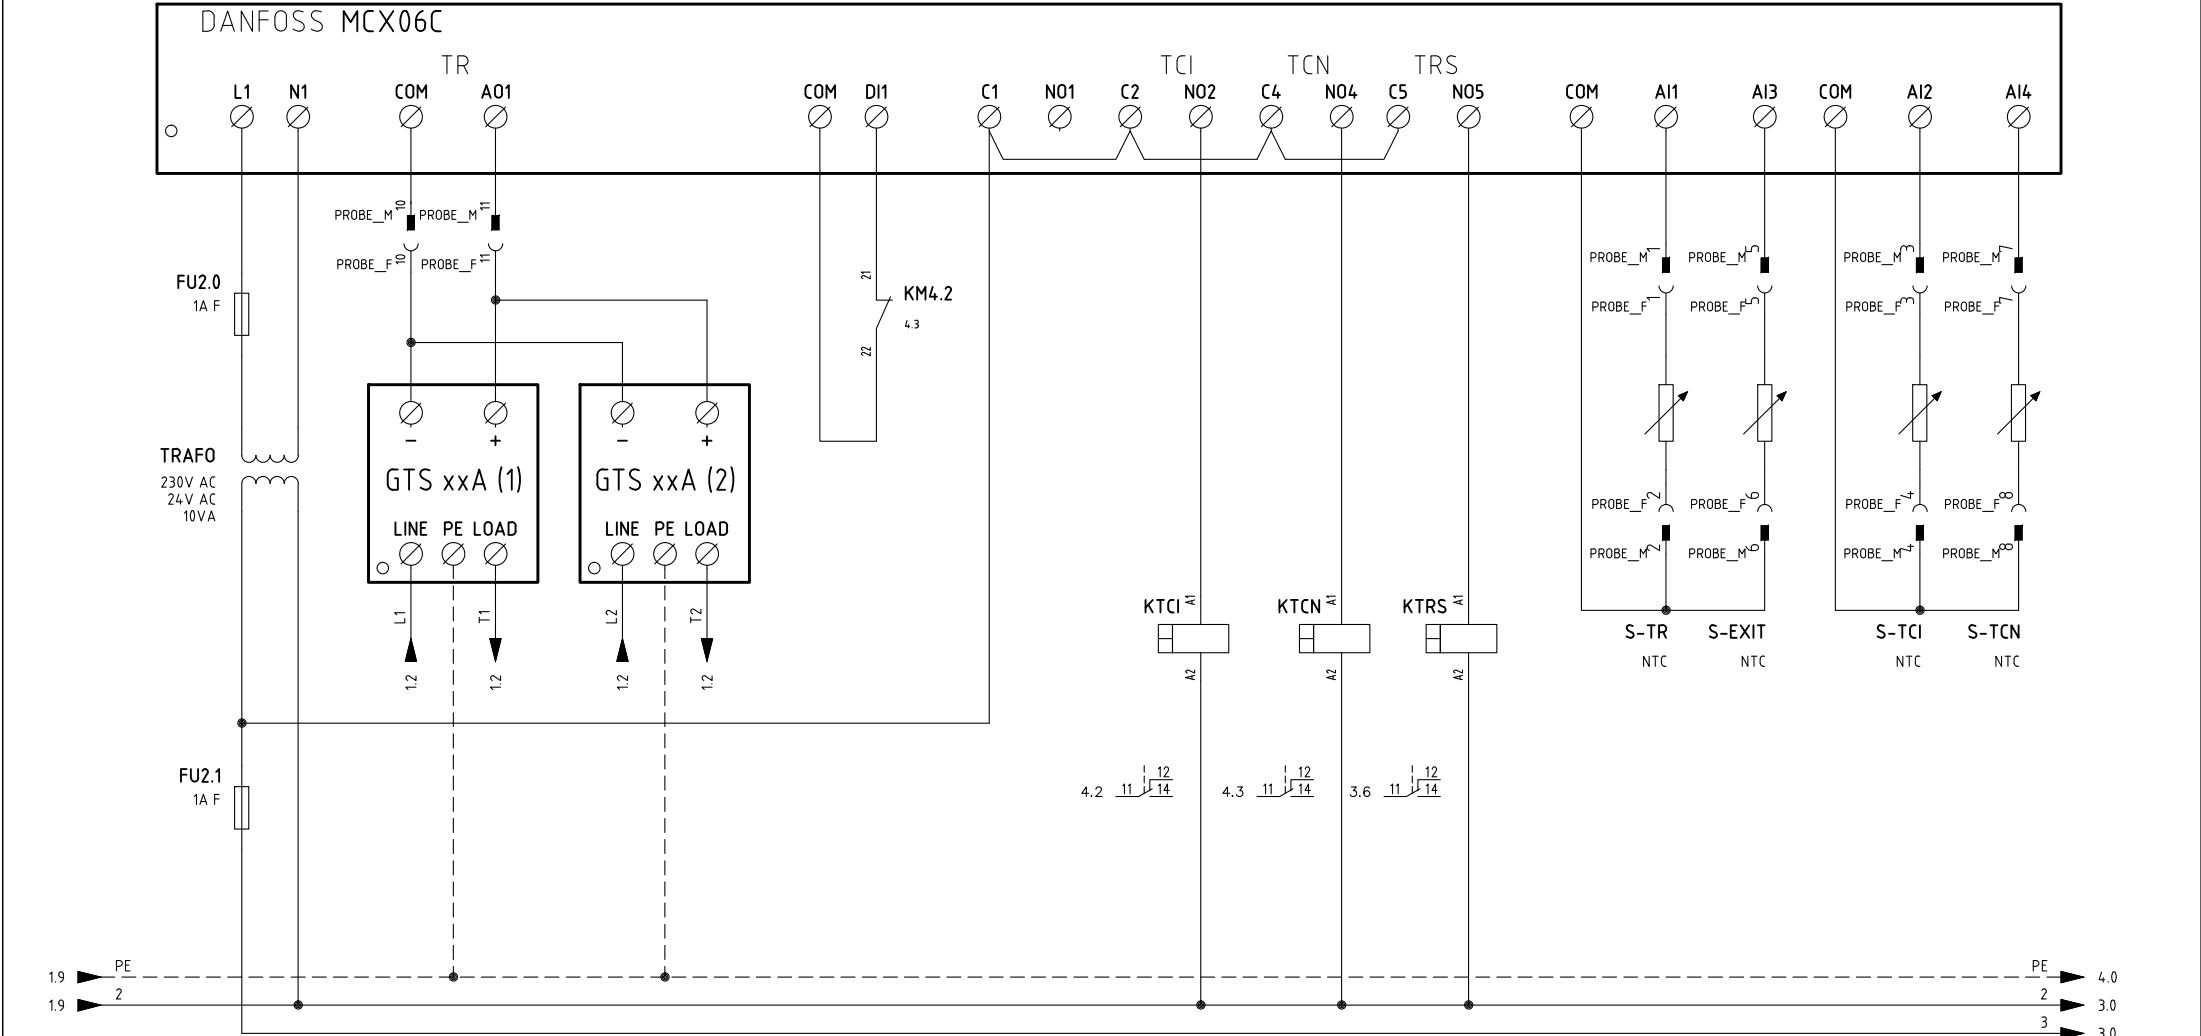 DANFOSS MCX06C
TR TCI TCN TRS
L1 N1 COM AO1 COM DI1 C1 NO1 C2 NO2 C4 NO4 C5 NO5 COM AI1 AI3 COM AI2 AI4
PROBE_M 10 PROBE_M 11
PROBE_F 10 PROBE_F 11
PROBE_M 1 PROBE_M 5 PROBE_M 3 PROBE_M 7
PROBE_F 1 PROBE_F 5 PROBE_F 3 PROBE_F 7
FU2.0
1A F
21
KM4.2
4.3
22
- + - +
TRAFO
230V AC
24V AC
10VA
GTS xxA (1) GTS xxA (2)
LINE PE LOAD LINE PE LOAD
PROBE_F 2 PROBE_F 6 PROBE_F 4 PROBE_F 8
PROBE_M 2 PROBE_M 6 PROBE_M 4 PROBE_M 8
L1 T1 L2 T2
1.2 1.2 1.2 1.2
KTCI A1 KTCN A1 KTRS A1
A2 A2 A2
S-TR S-EXIT S-TCI S-TCN
NTC NTC NTC NTC
FU2.1
1A F
12 12 12
4.2 11 14 4.3 11 14 3.6 11 14
PE PE
1.9 4.0
2 2
1.9 3.0
3
3.0